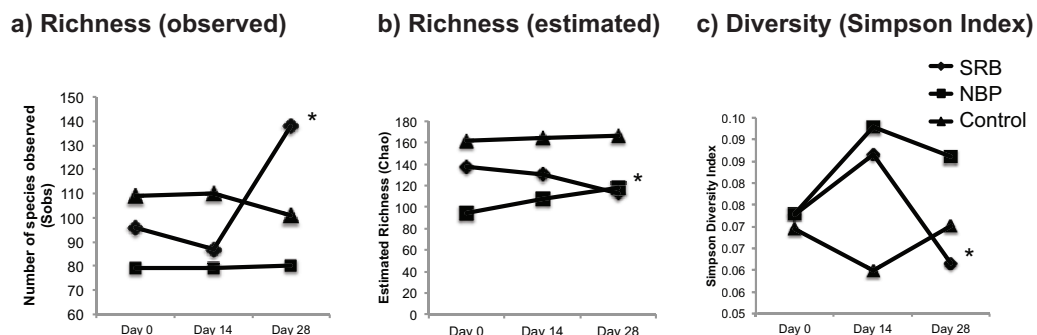 a) Richness (observed)
b) Richness (estimated)
c) Diversity (Simpson Index)
Number of species observed
(Sobs)
150
140
130
120
110
100
90
80
70
60
*
Day 0 Day 14 Day 28
Estimated Richness (Chao)
180
160
140
120
100
80
60
40
20
0
*
Day 0 Day 14 Day 28
SRB
NBP
Control
Simpson Diversity Index
0.10
0.09
0.09
0.08
0.08
0.07
0.07
0.06
0.06
0.05
*
Day 0 Day 14 Day 28